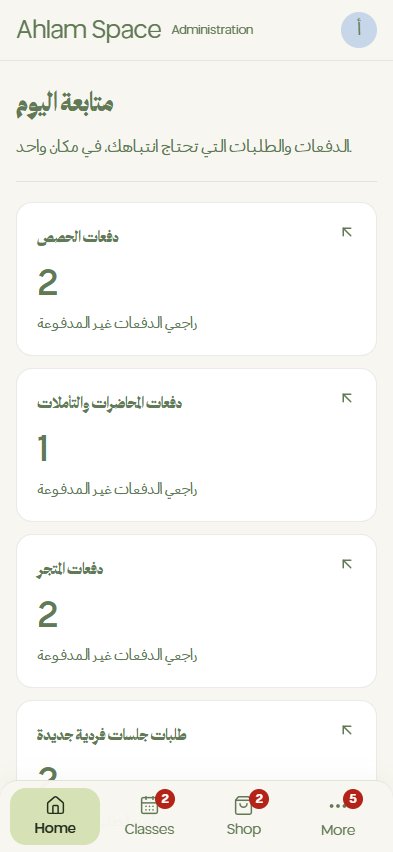 Ahlam Space Administration
أ
متابعة اليوم
الدفعات والطلبات التي تحتاج انتباهك، في مكان واحد.
دفعات الحصص
2
راجعي الدفعات غير المدفوعة
دفعات المحاضرات والتأملات
1
راجعي الدفعات غير المدفوعة
دفعات المتجر
2
راجعي الدفعات غير المدفوعة
طلبات جلسات فردية جديدة
2 2 5
Home Classes Shop More